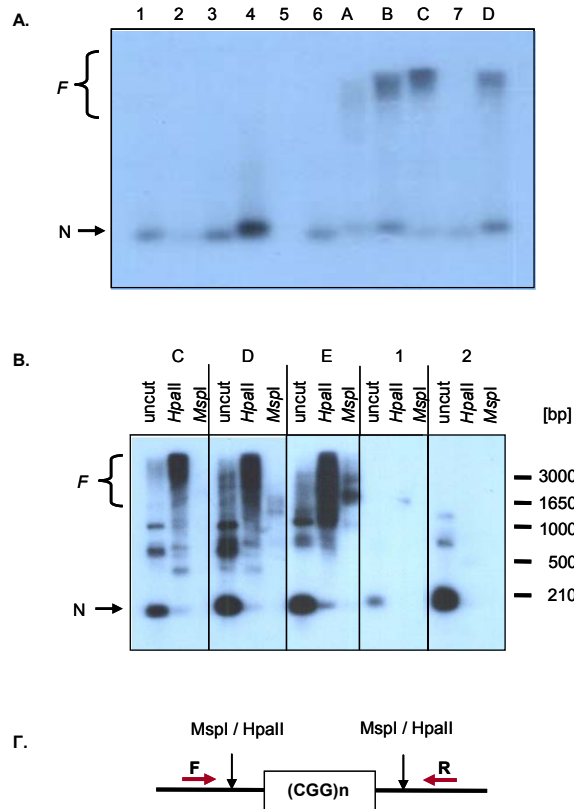 A.
1 2 3 4 5 6 A B C 7 D
F
N
B.
C D E 1 2
uncut HpaII MspI uncut HpaII MspI uncut HpaII MspI uncut HpaII MspI uncut HpaII MspI
[bp]
F
3000
1650
1000
500
N
210
Γ.
MspI / HpaII MspI / HpaII
F R
(CGG)n